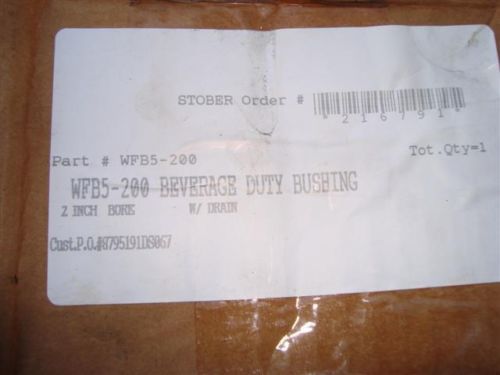 STOBER Order #
*216791*
Part # WFB5-200
Tot.Qty=1
WFB5-200 BEVERAGE DUTY BUSHING
2 INCH BORE W/ DRAIN
Cust.P.O.#8795191DS067